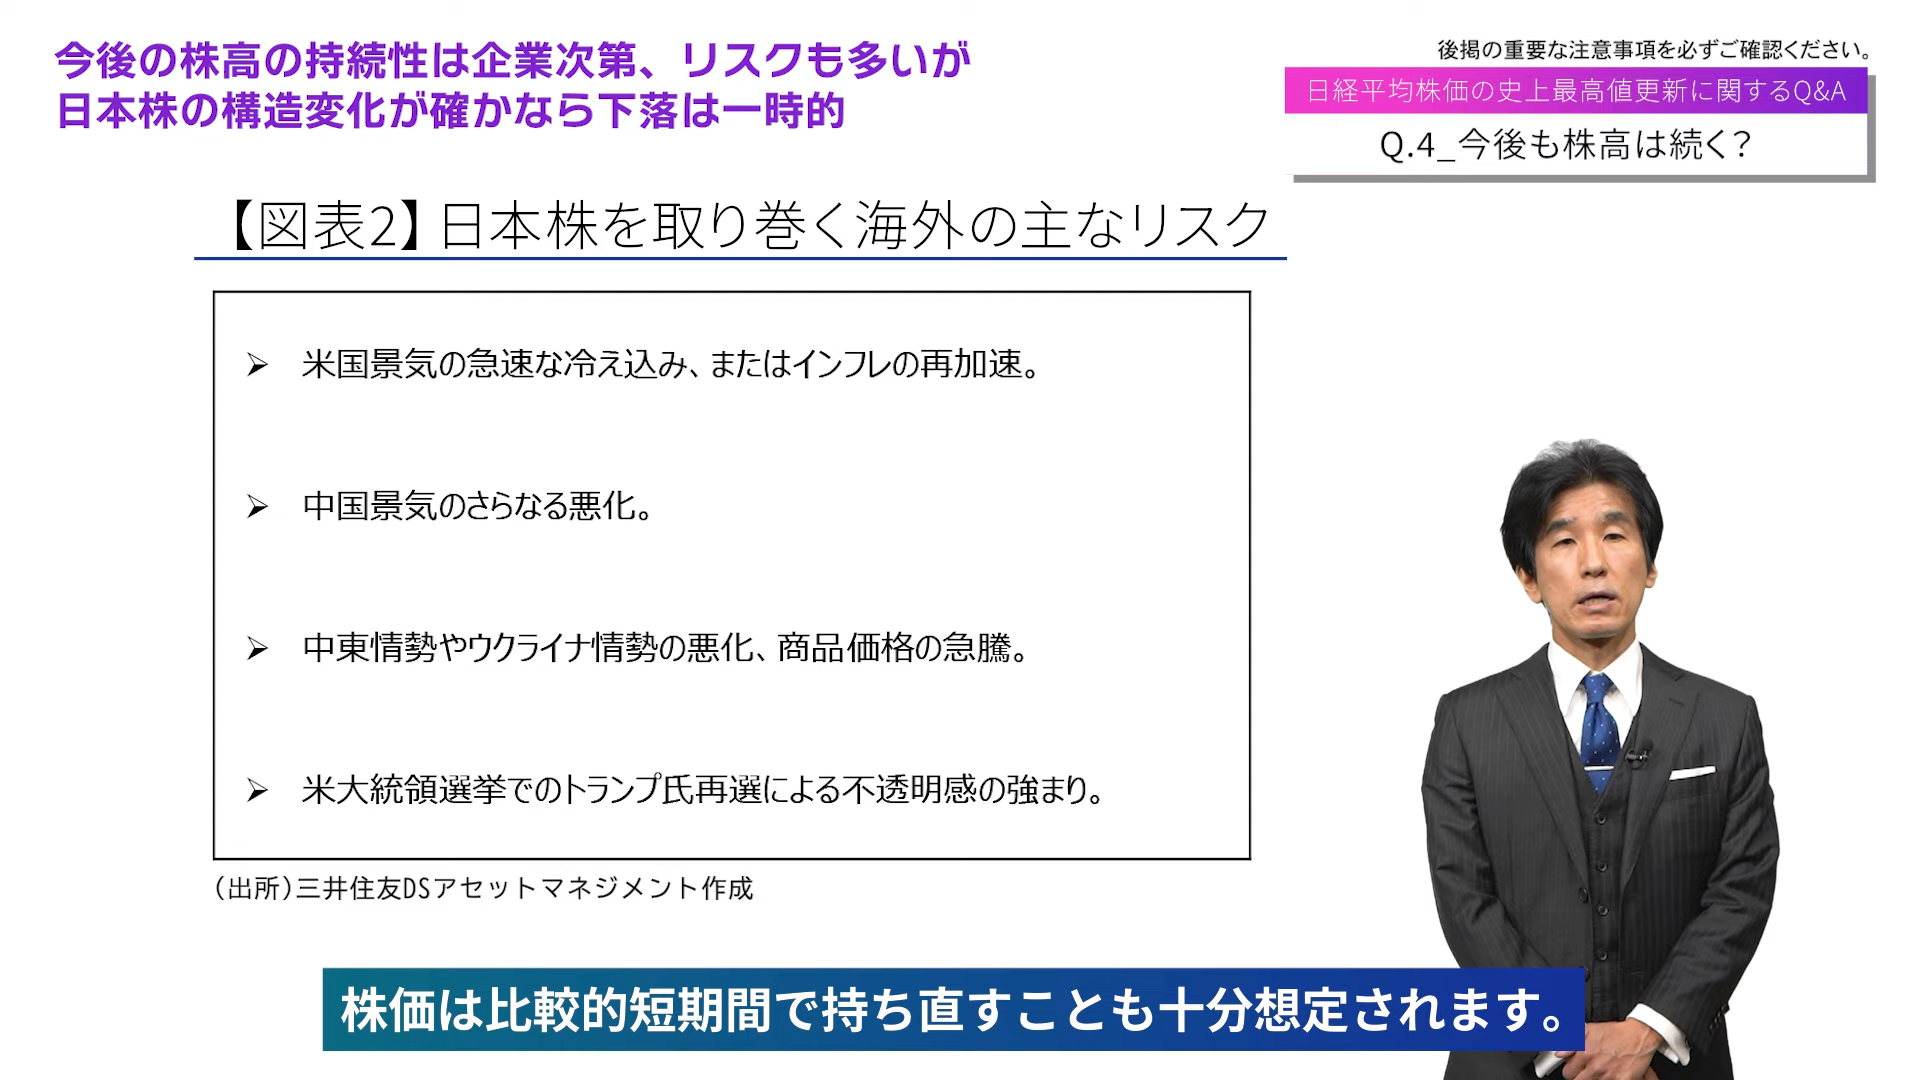 今後の株高の持続性は企業次第、リスクも多いが
日本株の構造変化が確かなら下落は一時的
後掲の重要な注意事項を必ずご確認ください。
日経平均株価の史上最高値更新に関するQ&A
Q.4_今後も株高は続く？
【図表2】日本株を取り巻く海外の主なリスク
➢ 米国景気の急速な冷え込み、またはインフレの再加速。
➢ 中国景気のさらなる悪化。
➢ 中東情勢やウクライナ情勢の悪化、商品価格の急騰。
➢ 米大統領選挙でのトランプ氏再選による不透明感の強まり。
(出所)三井住友DSアセットマネジメント作成
株価は比較的短期間で持ち直すことも十分想定されます。